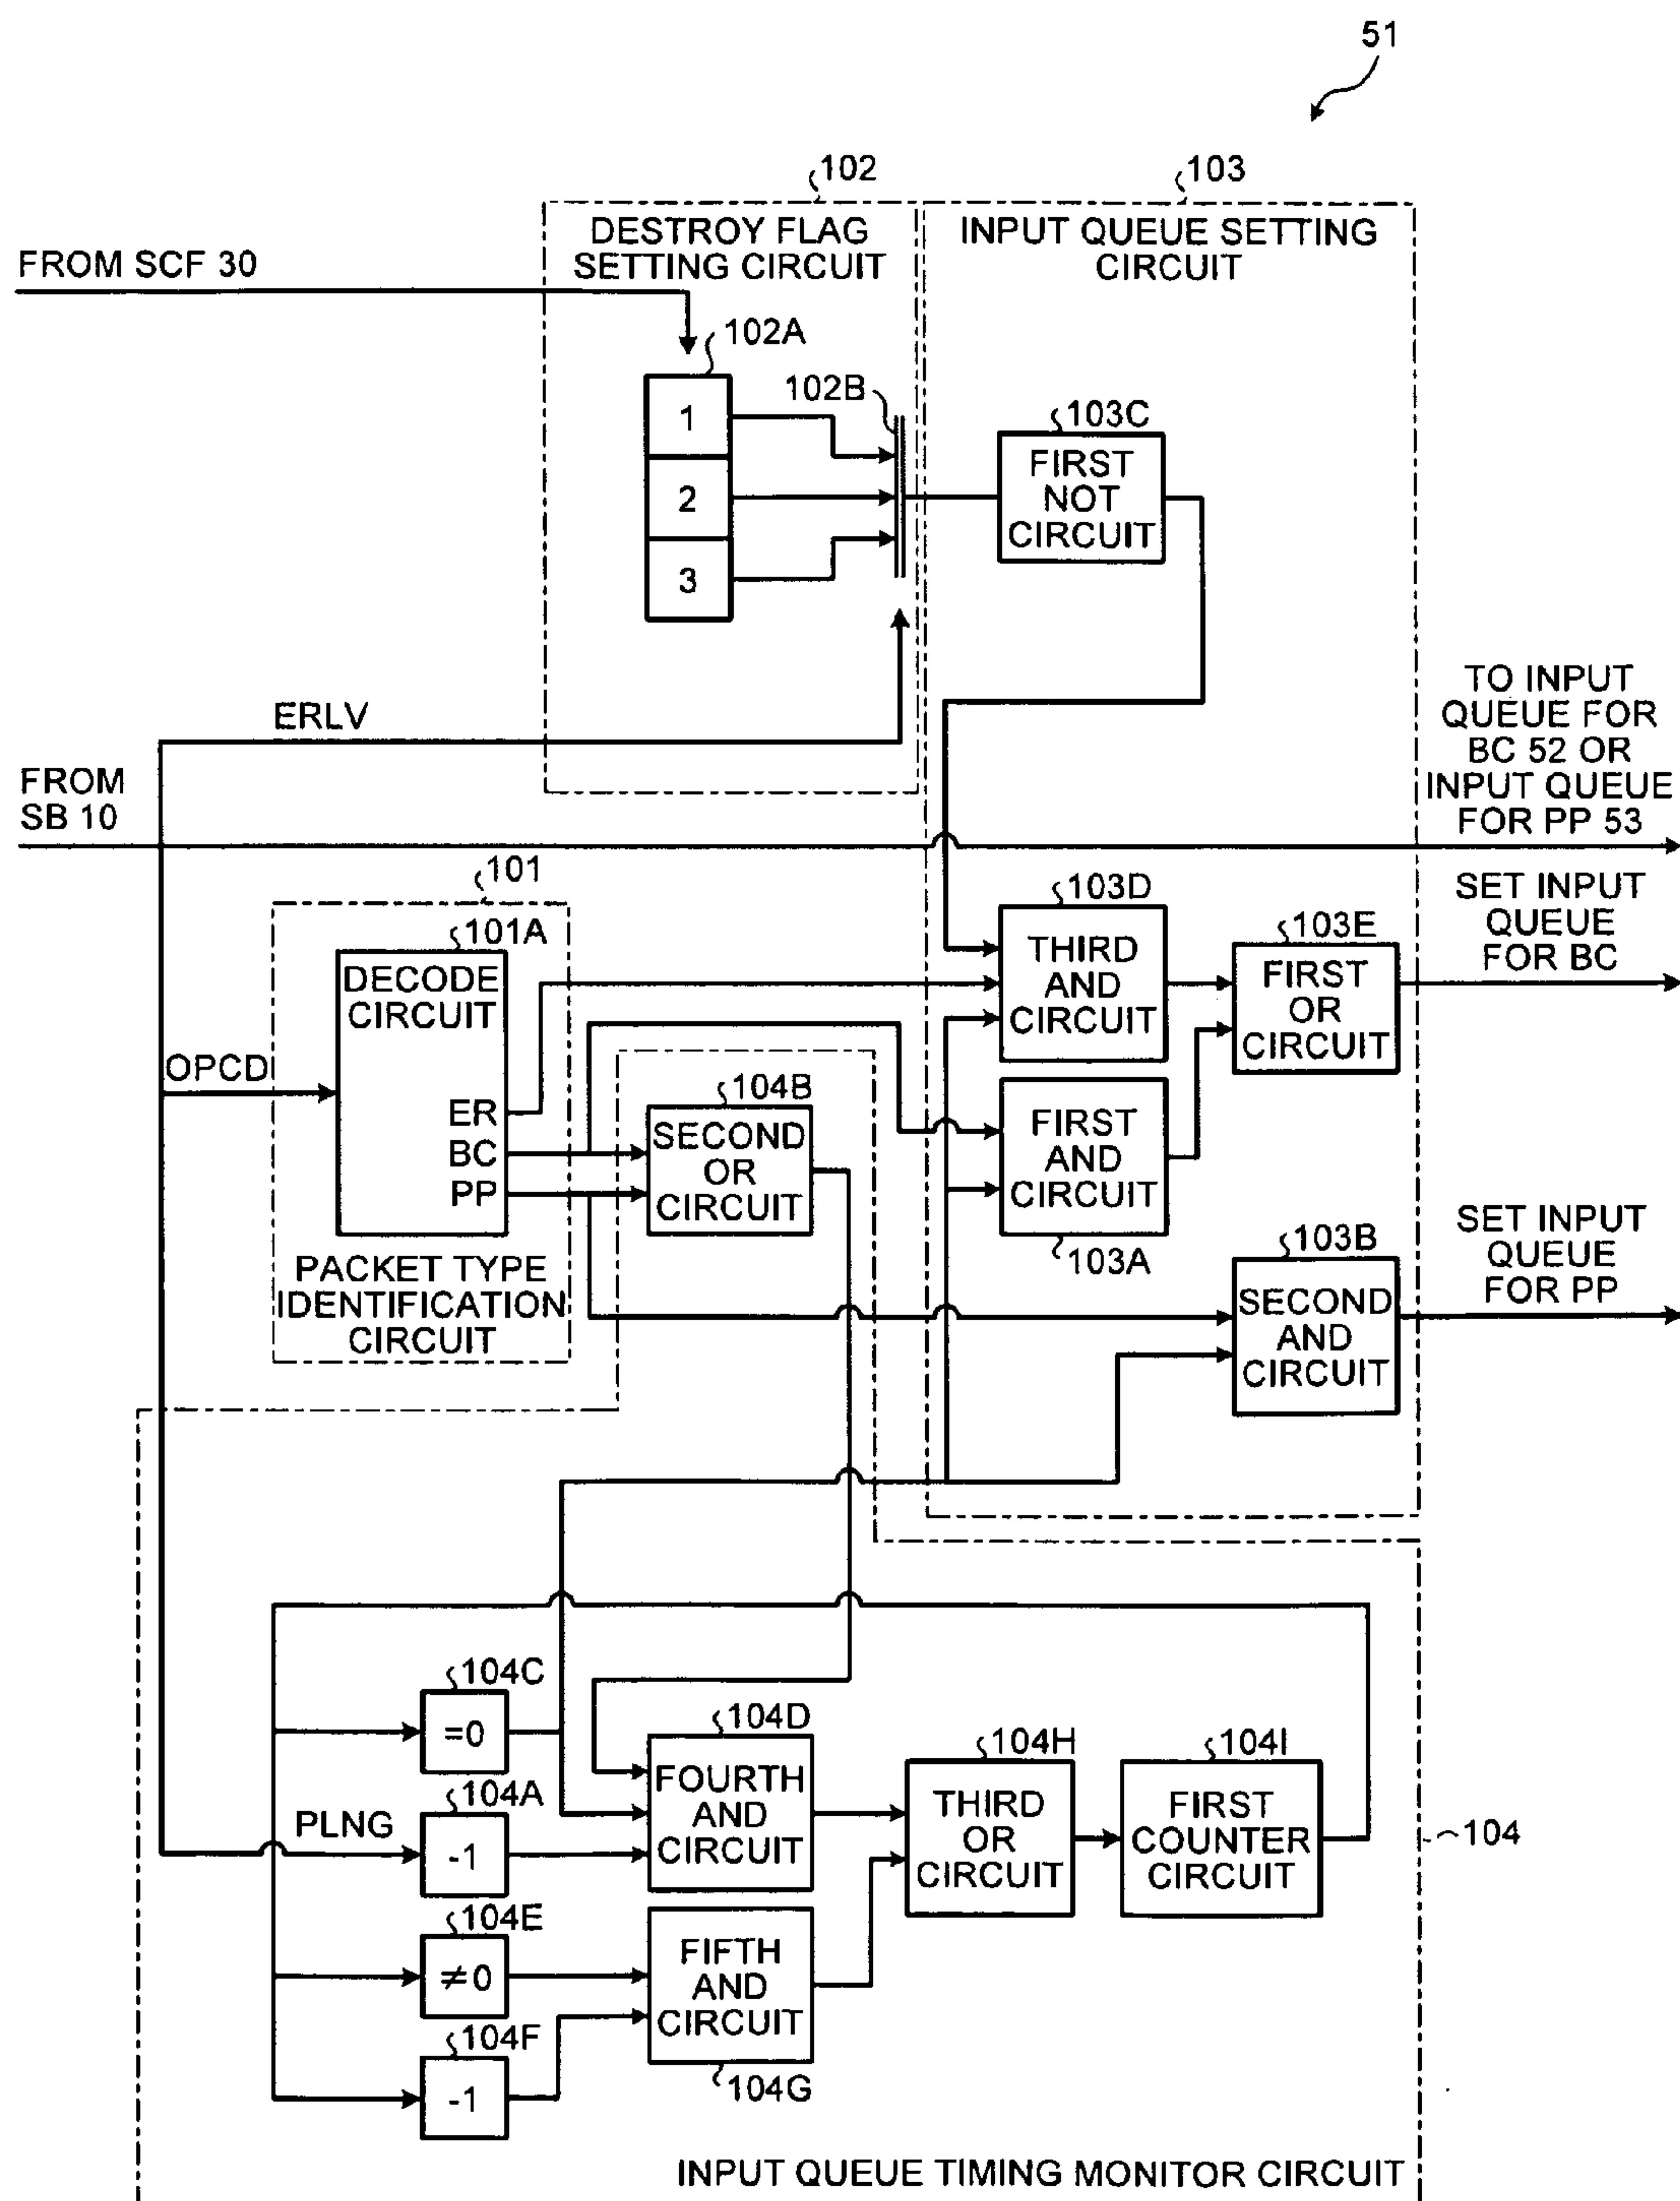 51
102
103
DESTROY FLAG
SETTING CIRCUIT
INPUT QUEUE SETTING
CIRCUIT
FROM SCF 30
102A
1
2
3
102B
103C
FIRST
NOT
CIRCUIT
ERLV
TO INPUT
QUEUE FOR
BC 52 OR
INPUT QUEUE
FOR PP 53
FROM
SB 10
101
101A
DECODE
CIRCUIT
OPCD
ER
BC
PP
PACKET TYPE
IDENTIFICATION
CIRCUIT
104B
SECOND
OR
CIRCUIT
103D
THIRD
AND
CIRCUIT
103E
FIRST
OR
CIRCUIT
SET INPUT
QUEUE
FOR BC
FIRST
AND
CIRCUIT
103A
103B
SECOND
AND
CIRCUIT
SET INPUT
QUEUE
FOR PP
104C
=0
104A
PLNG
-1
104E
≠0
104F
-1
104D
FOURTH
AND
CIRCUIT
FIFTH
AND
CIRCUIT
104G
104H
THIRD
OR
CIRCUIT
104I
FIRST
COUNTER
CIRCUIT
104
INPUT QUEUE TIMING MONITOR CIRCUIT